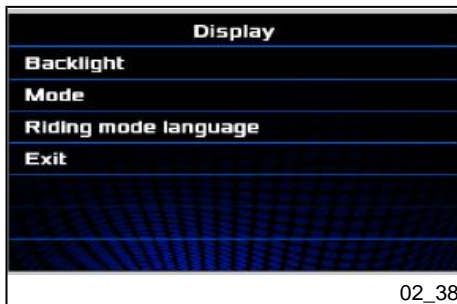 Display
Backlight
Mode
Riding mode language
Exit
02_38